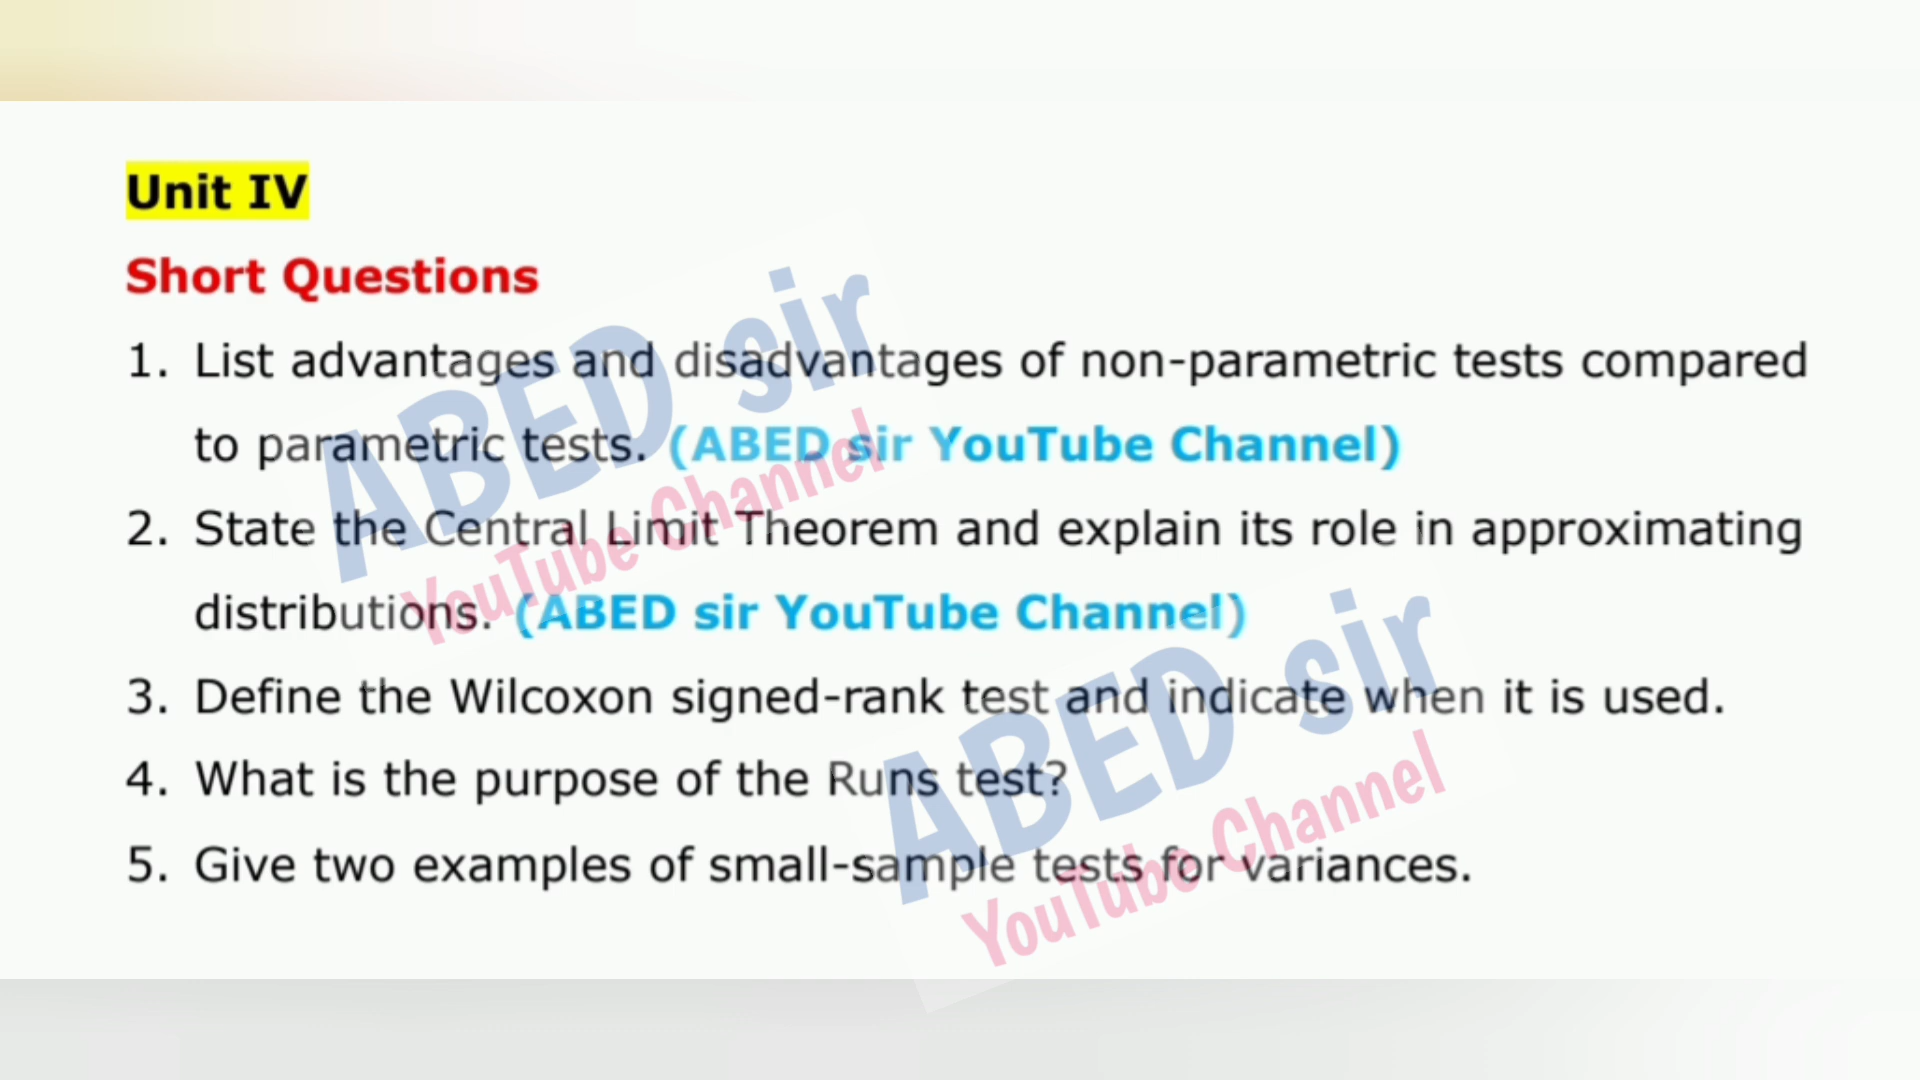 Unit IV
Short Questions
1. List advantages and disadvantages of non-parametric tests compared
to parametric tests. (ABED sir YouTube Channel)
2. State the Central Limit Theorem and explain its role in approximating
distributions. (ABED sir YouTube Channel)
3. Define the Wilcoxon signed-rank test and indicate when it is used.
4. What is the purpose of the Runs test?
5. Give two examples of small-sample tests for variances.
ABED sir
YouTube Channel
ABED sir
YouTube Channel